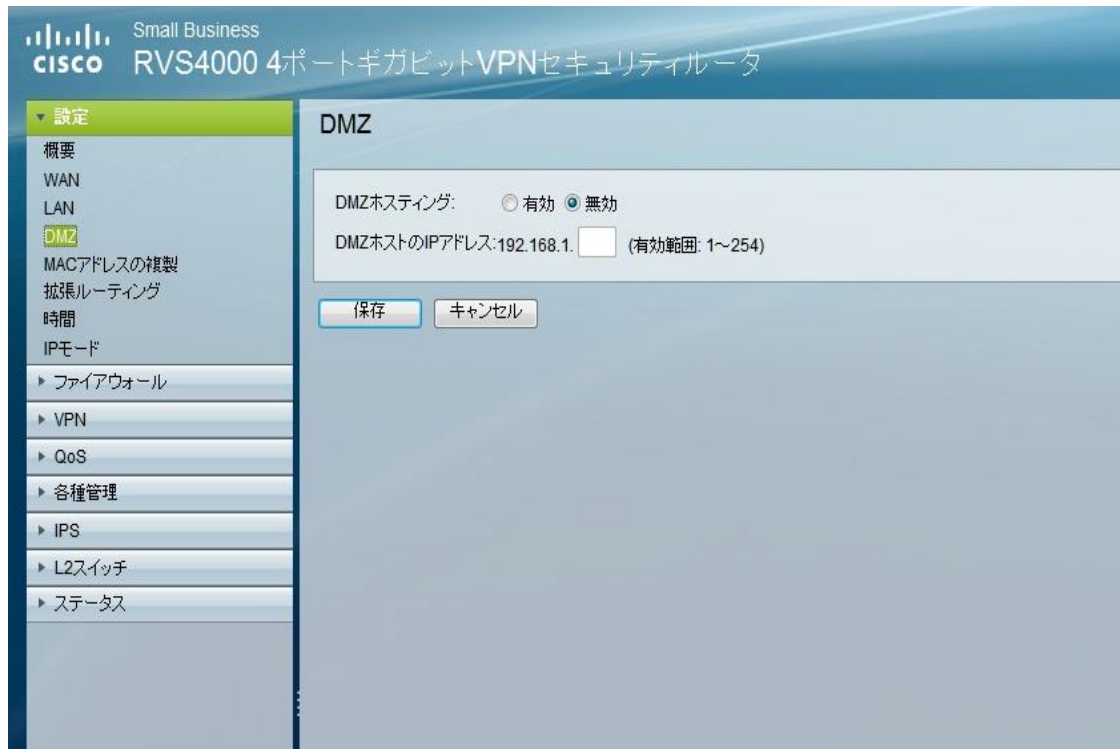 Small Business
CISCO RVS4000 4ポートギガビットVPNセキュリティルータ
設定
概要
WAN
LAN
DMZ
MACアドレスの複製
拡張ルーティング
時間
IPモード
ファイアウォール
VPN
QoS
各種管理
IPS
L2スイッチ
ステータス
DMZ
DMZホスティング: 有効 無効
DMZホストのIPアドレス:192.168.1. (有効範囲: 1～254)
保存 キャンセル